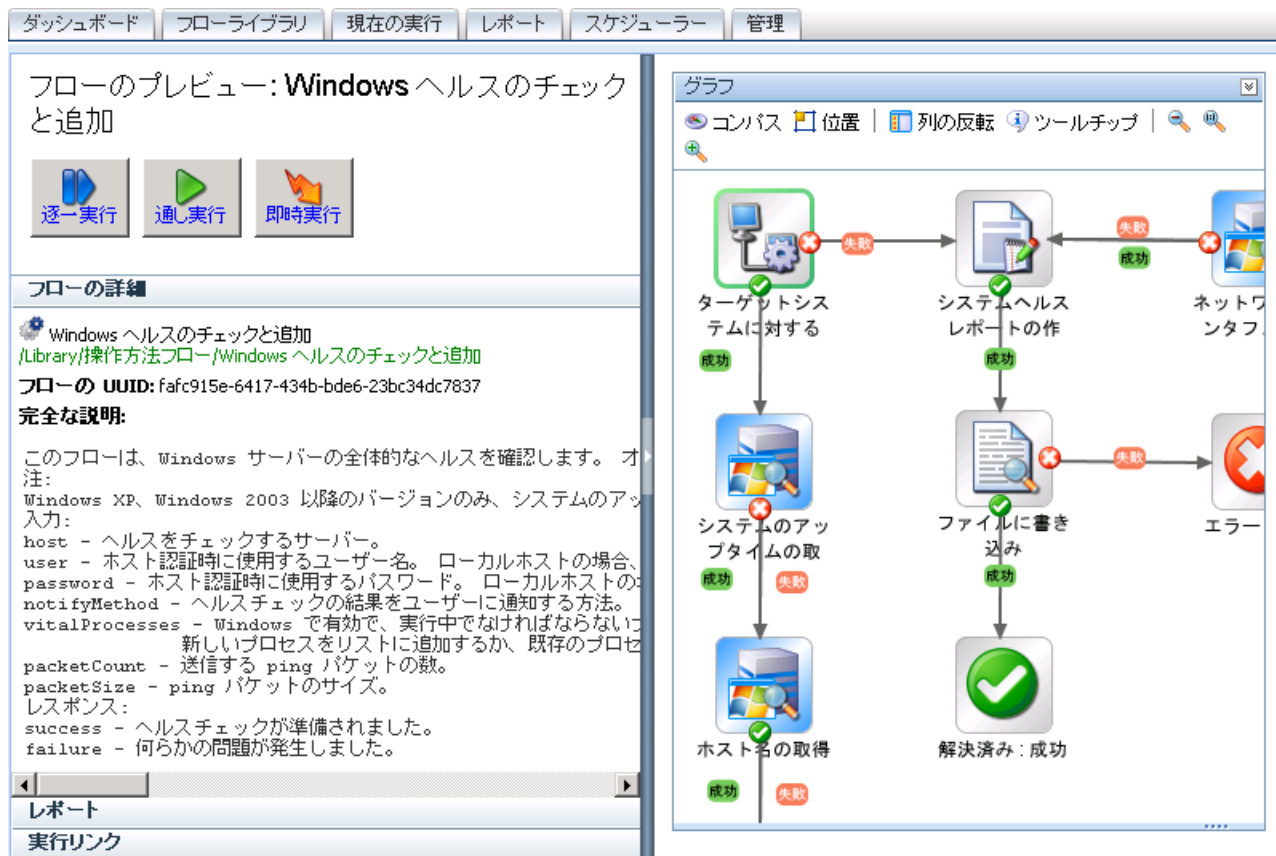 ダッシュボード
フローライブラリ
現在の実行
レポート
スケジューラー
管理
フローのプレビュー: Windows ヘルスのチェック
と追加
逐一実行
通し実行
即時実行
フローの詳細
Windows ヘルスのチェックと追加
/Library/操作方法フロー/Windows ヘルスのチェックと追加
フローの UUID: fafc915e-6417-434b-bde6-23bc34dc7837
完全な説明:
このフローは、Windows サーバーの全体的なヘルスを確認します。 オ
注:
Windows XP、Windows 2003 以降のバージョンのみ、システムのアッ
入力:
host - ヘルスをチェックするサーバー。
user - ホスト認証時に使用するユーザー名。 ローカルホストの場合、
password - ホスト認証時に使用するパスワード。 ローカルホストの
notifyMethod - ヘルスチェックの結果をユーザーに通知する方法。
vitalProcesses - Windows で有効で、実行中でなければならない
新しいプロセスをリストに追加するか、既存のプロセ
packetCount - 送信する ping パケットの数。
packetSize - ping パケットのサイズ。
レスポンス:
success - ヘルスチェックが準備されました。
failure - 何らかの問題が発生しました。
レポート
実行リンク
グラフ
コンパス
位置
列の反転
ツールチップ
失敗
失敗
成功
ターゲットシス
テムに対する
システムヘルス
レポートの作
ネットワ
ンタフ
成功
成功
失敗
システムのアッ
プタイムの取
ファイルに書き
込み
エラー
成功
失敗
成功
ホスト名の取得
解決済み : 成功
成功
失敗